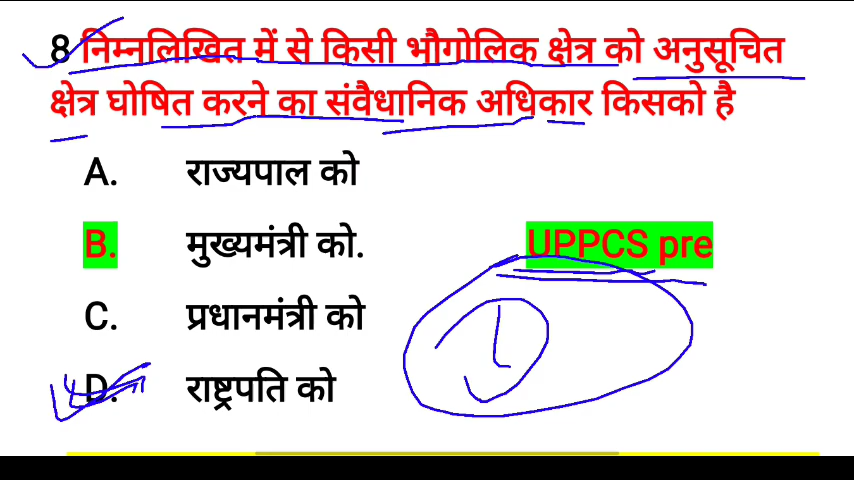 8 निम्नलिखित में से किसी भौगोलिक क्षेत्र को अनुसूचित
क्षेत्र घोषित करने का संवैधानिक अधिकार किसको है
A. राज्यपाल को
B. मुख्यमंत्री को. UPPCS pre
C. प्रधानमंत्री को
D. राष्ट्रपति को